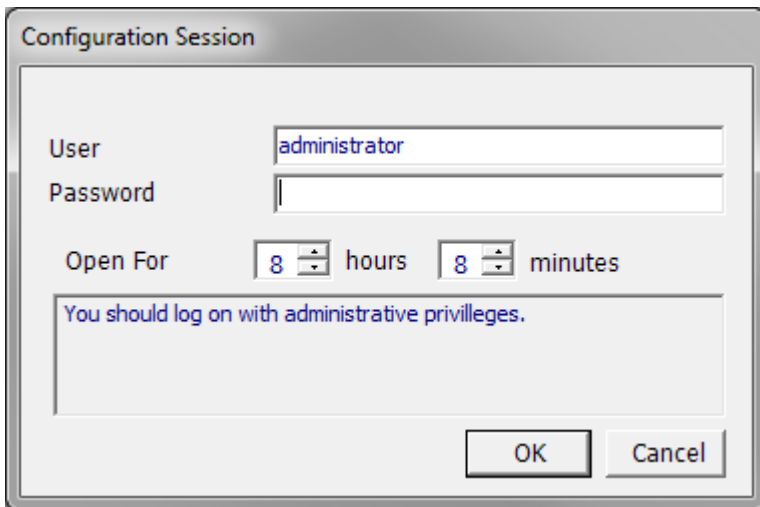 Configuration Session
User administrator
Password
Open For 8 hours 8 minutes
You should log on with administrative privilleges.
OK Cancel